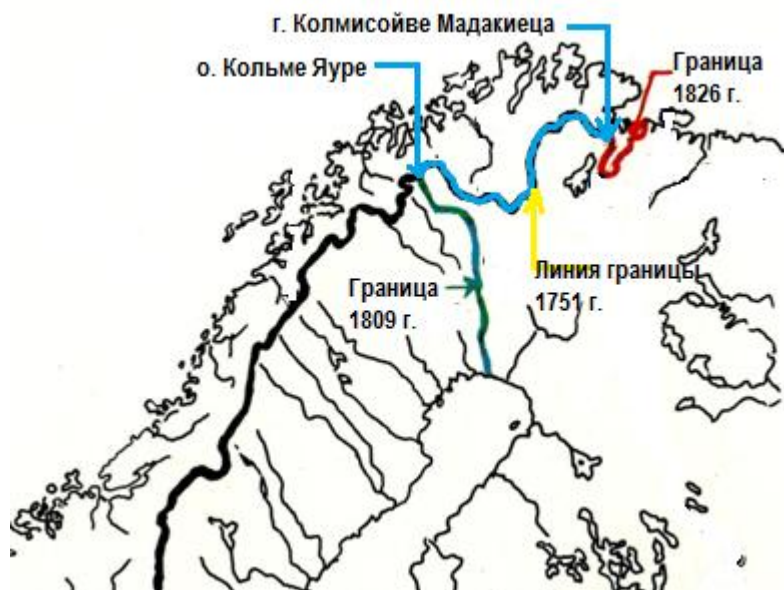 г. Колмисойве Мадакиеца
о. Кольме Яуре
Граница
1826 г.
Линия границы
1751 г.
Граница
1809 г.